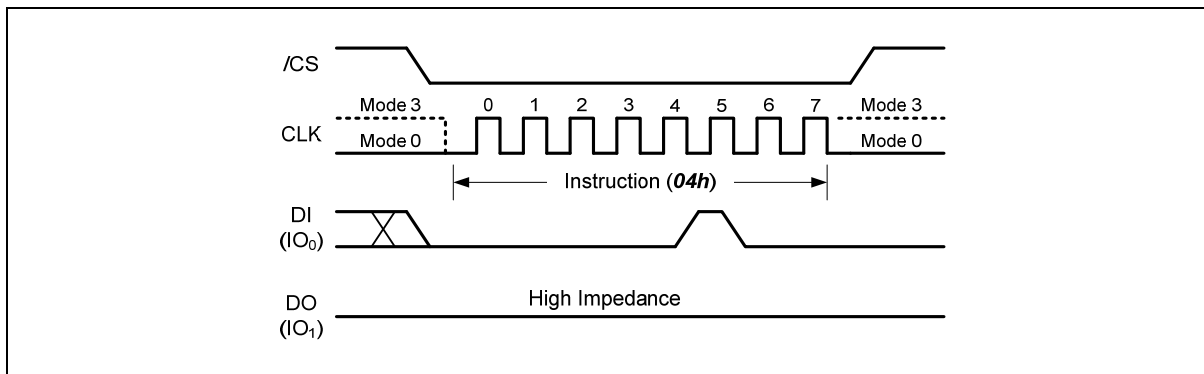 /CS
Mode 3 0 1 2 3 4 5 6 7 Mode 3
CLK
Mode 0 Mode 0
Instruction (04h)
DI
(IO₀)
High Impedance
DO
(IO₁)